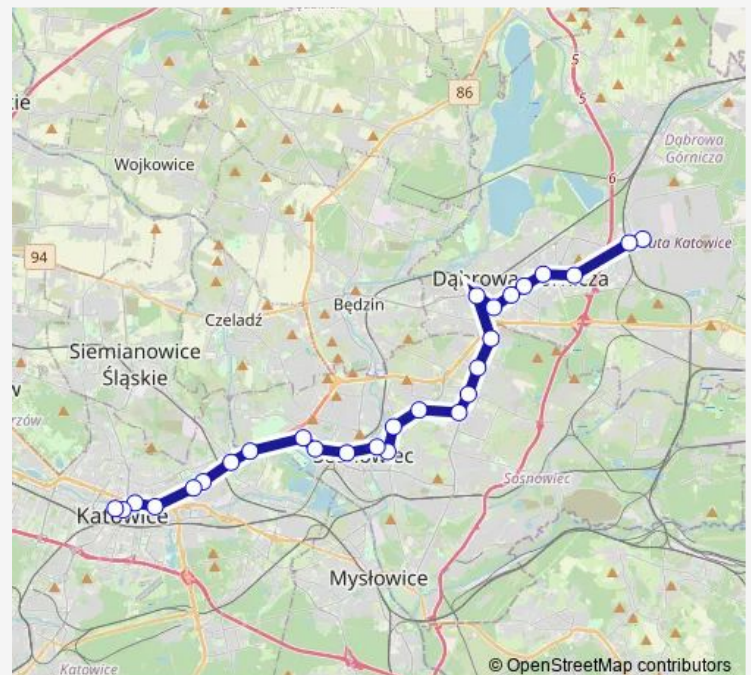 86
5
5
Dąbrowa
Górnicza
Wojkowice
6
94
uta Katowice
Dąbrowa Górnicza
Będzin
Czeladź
Siemianowice
Śląskie
Sosnowiec
Katowice
Mysłowice
Katowice
© OpenStreetMap contributors